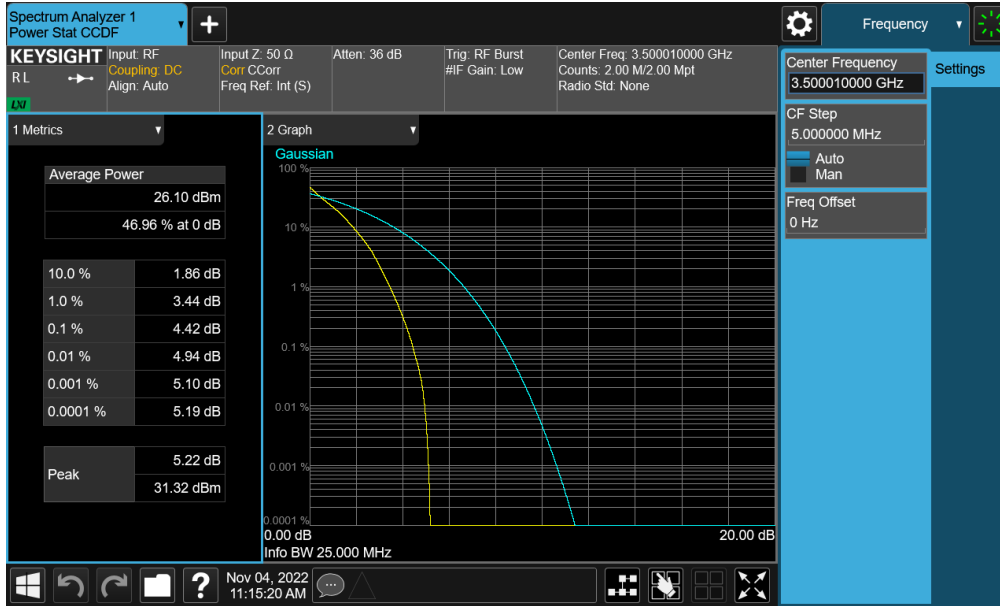 Spectrum Analyzer 1
Power Stat CCDF
Frequency
KEYSIGHT
RL
LXI
Input: RF
Coupling: DC
Align: Auto
Input Z: 50 Ω
Corr CCorr
Freq Ref: Int (S)
Atten: 36 dB
Trig: RF Burst
#IF Gain: Low
Center Freq: 3.500010000 GHz
Counts: 2.00 M/2.00 Mpt
Radio Std: None
Center Frequency
3.500010000 GHz
Settings
CF Step
5.000000 MHz
Auto
Man
Freq Offset
0 Hz
1 Metrics
Average Power
26.10 dBm
46.96 % at 0 dB
10.0 % 1.86 dB
1.0 % 3.44 dB
0.1 % 4.42 dB
0.01 % 4.94 dB
0.001 % 5.10 dB
0.0001 % 5.19 dB
Peak
5.22 dB
31.32 dBm
2 Graph
Gaussian
100 %
10 %
1 %
0.1 %
0.01 %
0.001 %
0.0001 %
0.00 dB 20.00 dB
Info BW 25.000 MHz
?
Nov 04, 2022
11:15:20 AM